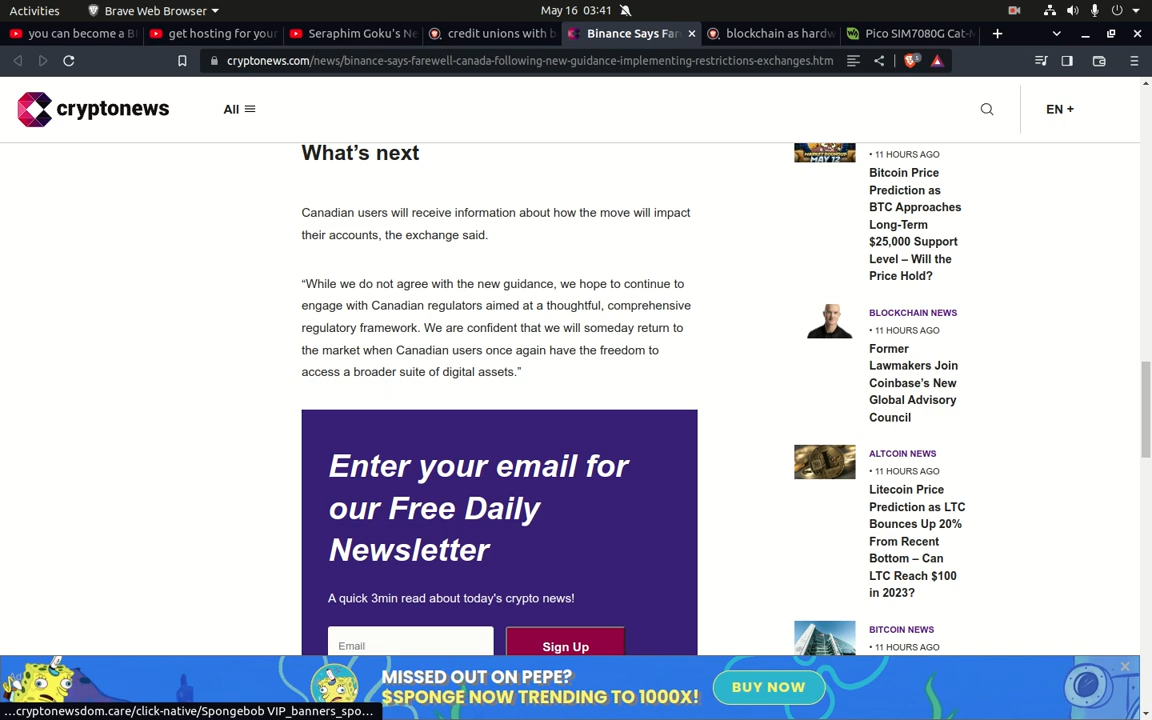 Activities
Brave Web Browser
May 16 03:41
you can become a B
get hosting for your
Seraphim Goku's Ne
credit unions with b
Binance Says Far
blockchain as hardw
Pico SIM7080G Cat-M
cryptonews.com/news/binance-says-farewell-canada-following-new-guidance-implementing-restrictions-exchanges.htm
1
cryptonews
All
EN +
What's next
Canadian users will receive information about how the move will impact
their accounts, the exchange said.
“While we do not agree with the new guidance, we hope to continue to
engage with Canadian regulators aimed at a thoughtful, comprehensive
regulatory framework. We are confident that we will someday return to
the market when Canadian users once again have the freedom to
access a broader suite of digital assets.”
Enter your email for
our Free Daily
Newsletter
A quick 3min read about today's crypto news!
Email
Sign Up
MAY 12
• 11 HOURS AGO
Bitcoin Price
Prediction as
BTC Approaches
Long-Term
$25,000 Support
Level – Will the
Price Hold?
BLOCKCHAIN NEWS
• 11 HOURS AGO
Former
Lawmakers Join
Coinbase's New
Global Advisory
Council
ALTCOIN NEWS
• 11 HOURS AGO
Litecoin Price
Prediction as LTC
Bounces Up 20%
From Recent
Bottom – Can
LTC Reach $100
in 2023?
BITCOIN NEWS
• 11 HOURS AGO
MISSED OUT ON PEPE?
$SPONGE NOW TRENDING TO 1000X!
BUY NOW
...cryptonewsdom.care/click-native/Spongebob VIP_banners_spo...